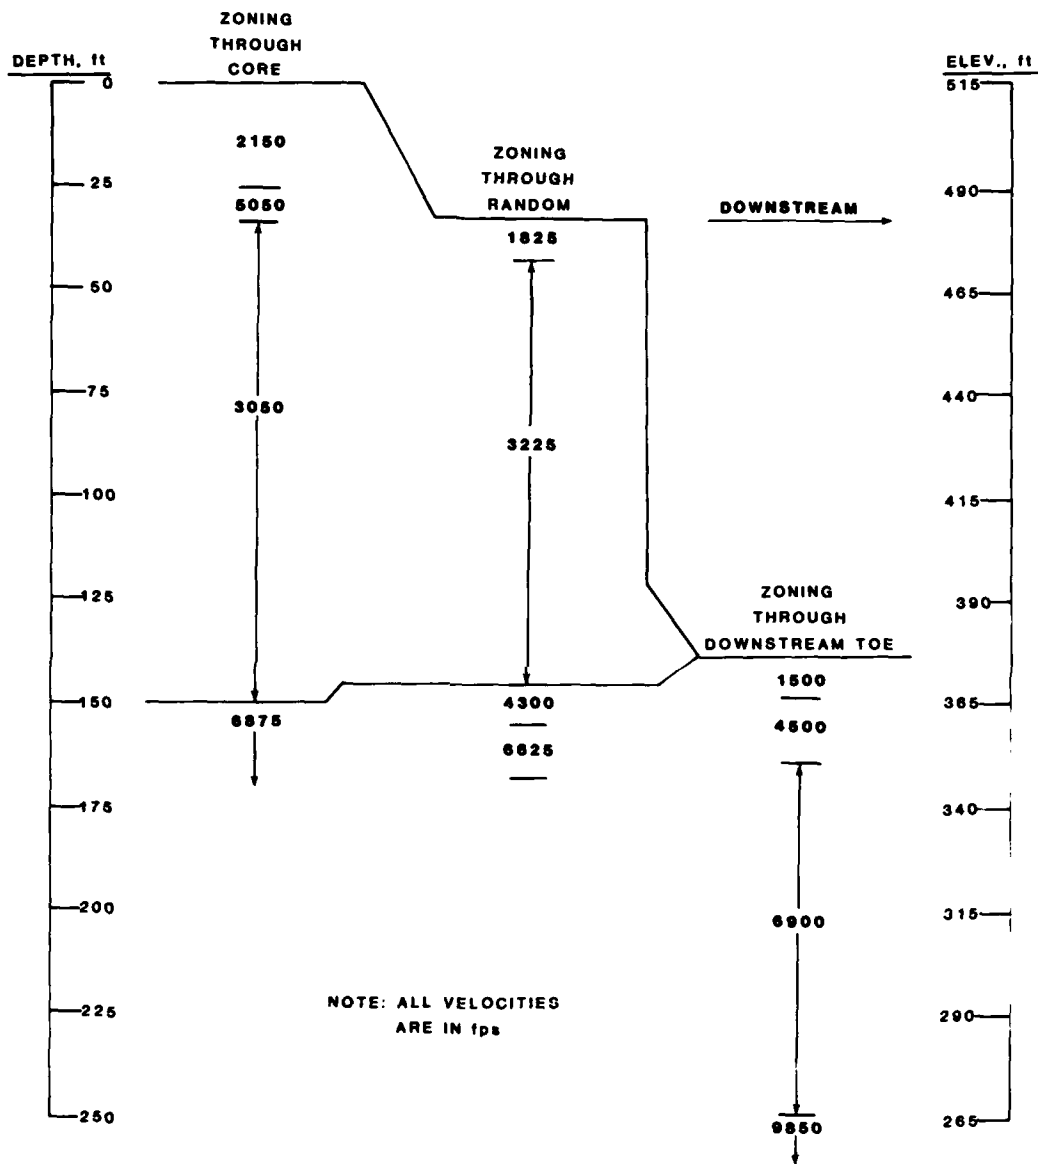 ZONING
THROUGH
CORE
DEPTH, ft
0
25
50
75
100
125
150
175
200
225
250
ELEV., ft
515
490
465
440
415
390
365
340
315
290
265
2150
5050
3050
6875
ZONING
THROUGH
RANDOM
1825
3225
4300
6625
DOWNSTREAM
ZONING
THROUGH
DOWNSTREAM TOE
1500
4500
6900
9850
NOTE: ALL VELOCITIES
ARE IN fps